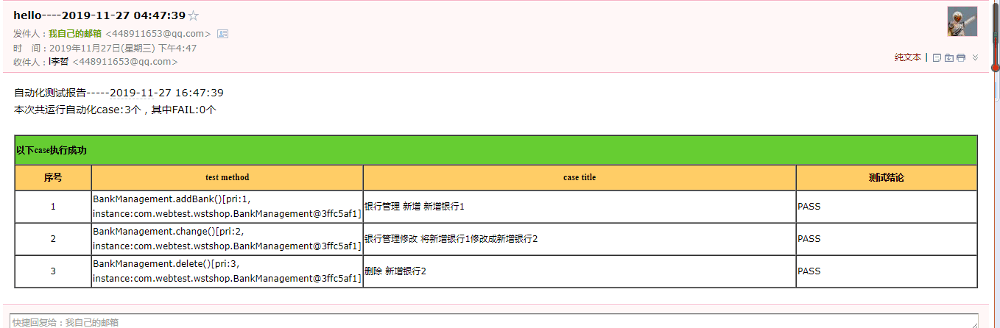 hello----2019-11-27 04:47:39
发件人：我自己的邮箱 <448911653@qq.com>
时　间：2019年11月27日(星期三) 下午4:47
收件人：l李哲 <448911653@qq.com>
纯文本 |
自动化测试报告-----2019-11-27 16:47:39
本次共运行自动化case:3个，其中FAIL:0个
以下case执行成功
序号 test method case title 测试结论
1 BankManagement.addBank()[pri:1, instance:com.webtest.wstshop.BankManagement@3ffc5af1] 银行管理 新增 新增银行1 PASS
2 BankManagement.change()[pri:2, instance:com.webtest.wstshop.BankManagement@3ffc5af1] 银行管理修改 将新增银行1修改成新增银行2 PASS
3 BankManagement.delete()[pri:3, instance:com.webtest.wstshop.BankManagement@3ffc5af1] 删除 新增银行2 PASS
快捷回复给：我自己的邮箱